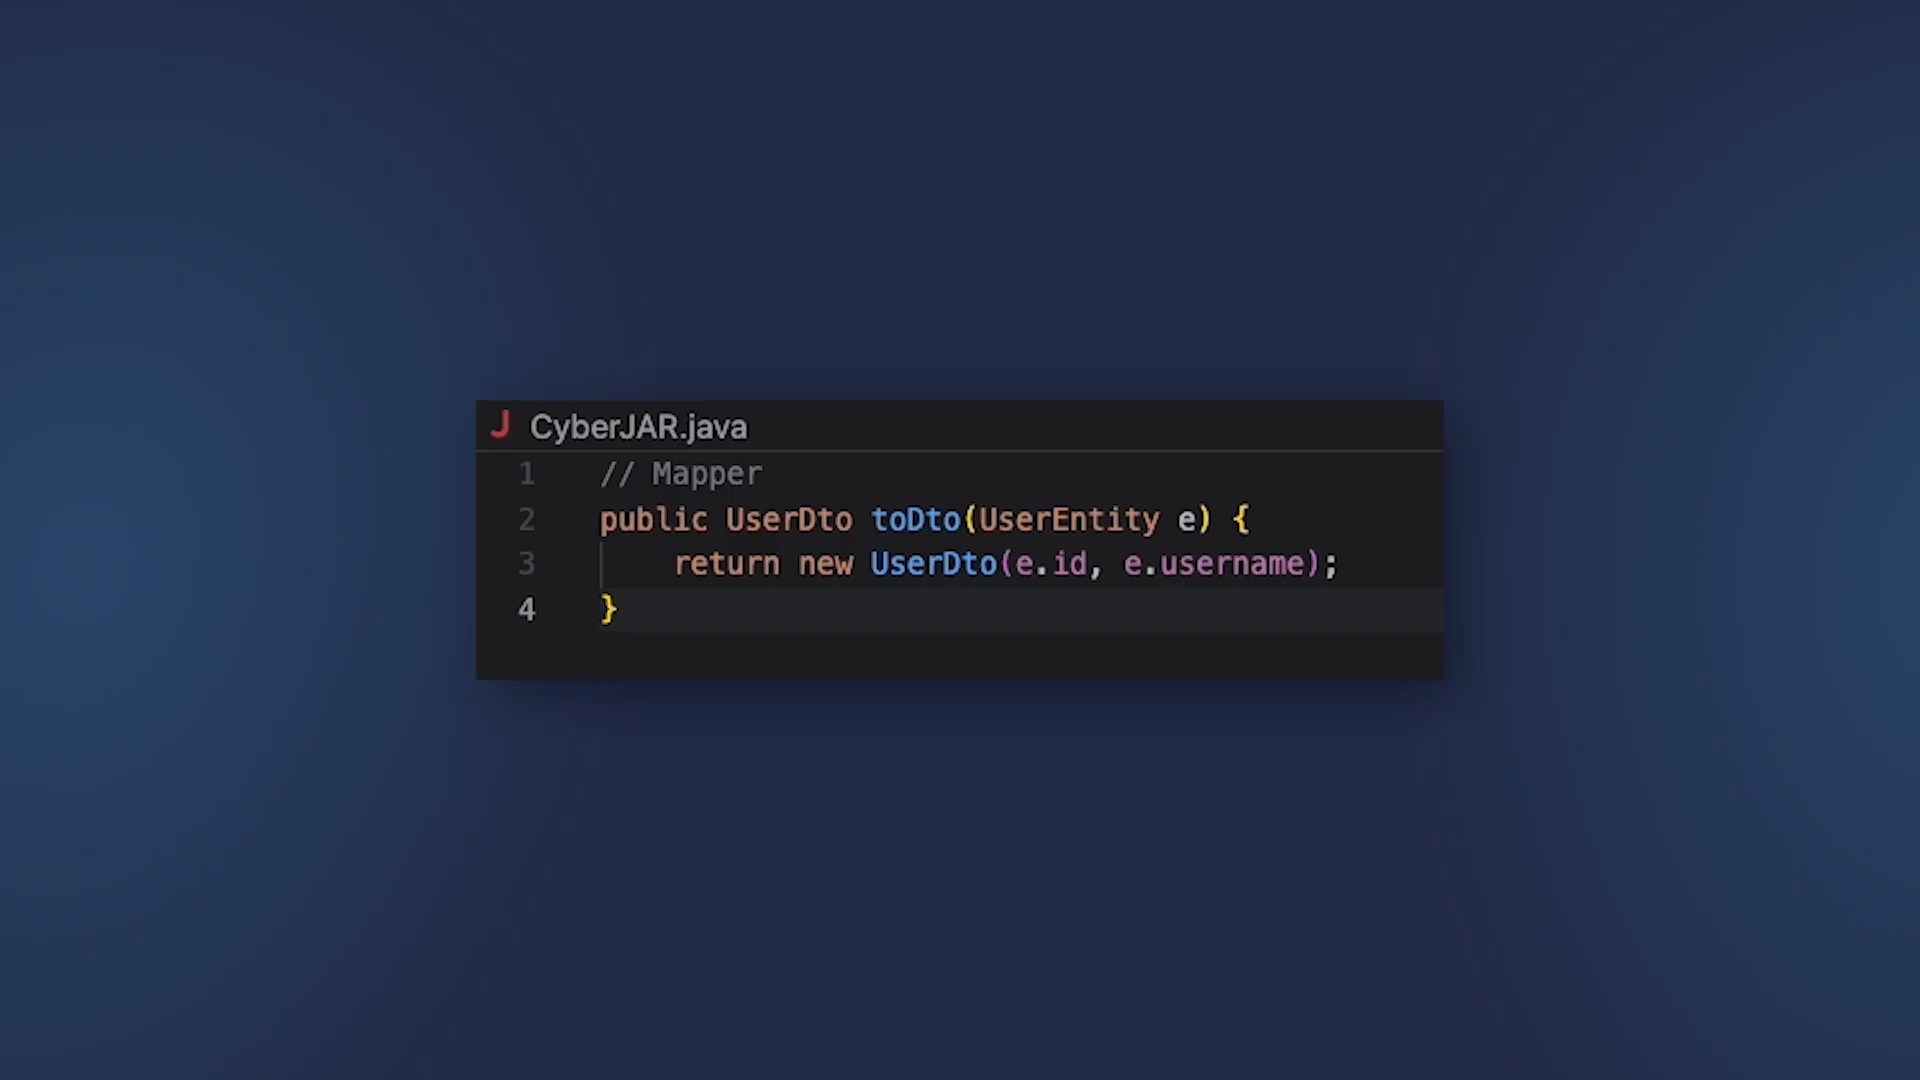 J CyberJAR.java
1 // Mapper
2 public UserDto toDto(UserEntity e) {
3 return new UserDto(e.id, e.username);
4 }